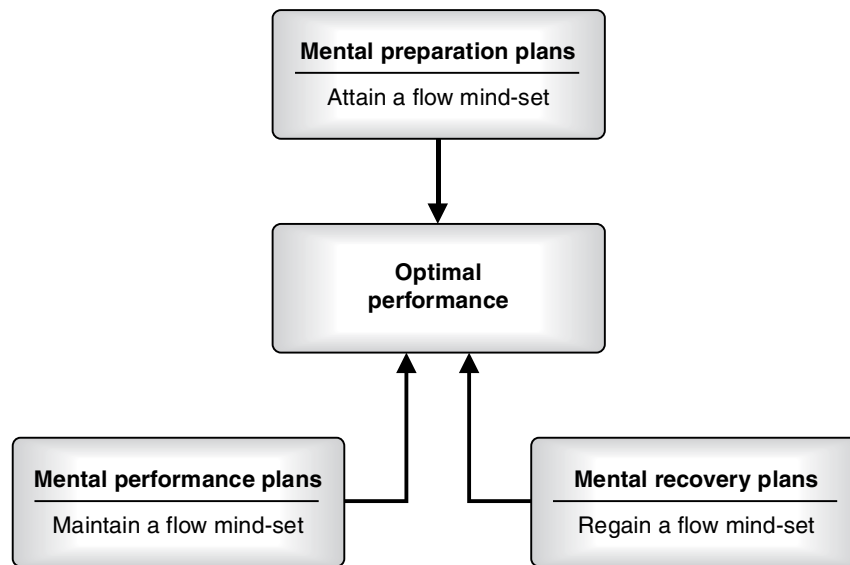 Mental preparation plans
Attain a flow mind-set
Optimal
performance
Mental performance plans
Maintain a flow mind-set
Mental recovery plans
Regain a flow mind-set